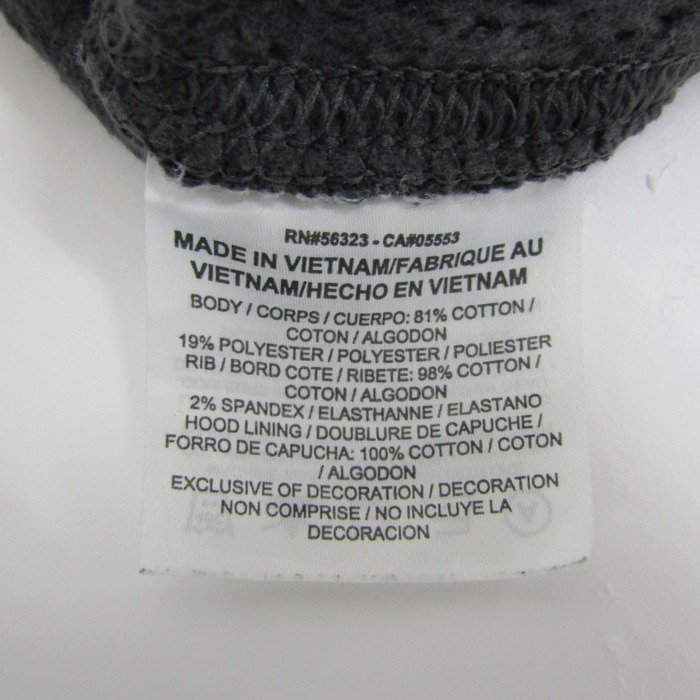 RN#56323 - CA#05553
MADE IN VIETNAM/FABRIQUE AU
VIETNAM/HECHO EN VIETNAM
BODY / CORPS / CUERPO: 81% COTTON /
COTON / ALGODON
19% POLYESTER / POLYESTER / POLIESTER
RIB / BORD COTE / RIBETE: 98% COTTON /
COTON / ALGODON
2% SPANDEX / ELASTHANNE / ELASTANO
HOOD LINING / DOUBLURE DE CAPUCHE /
FORRO DE CAPUCHA: 100% COTTON / COTON
/ ALGODON
EXCLUSIVE OF DECORATION / DECORATION
NON COMPRISE / NO INCLUYE LA
DECORACION